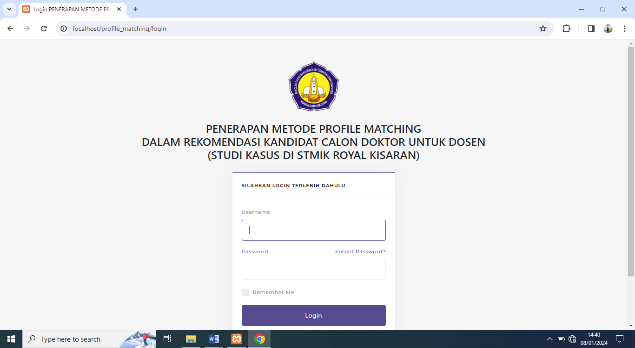 Login PENERAPAN METODE PR
localhost/profile_matching/login
PENERAPAN METODE PROFILE MATCHING
DALAM REKOMENDASI KANDIDAT CALON DOKTOR UNTUK DOSEN
(STUDI KASUS DI STMIK ROYAL KISARAN)
SILAHKAN LOGIN TERLEBIH DAHULU
Username
Password Forgot Password?
Remember Me
Login
Type here to search
14:40
08/01/2024